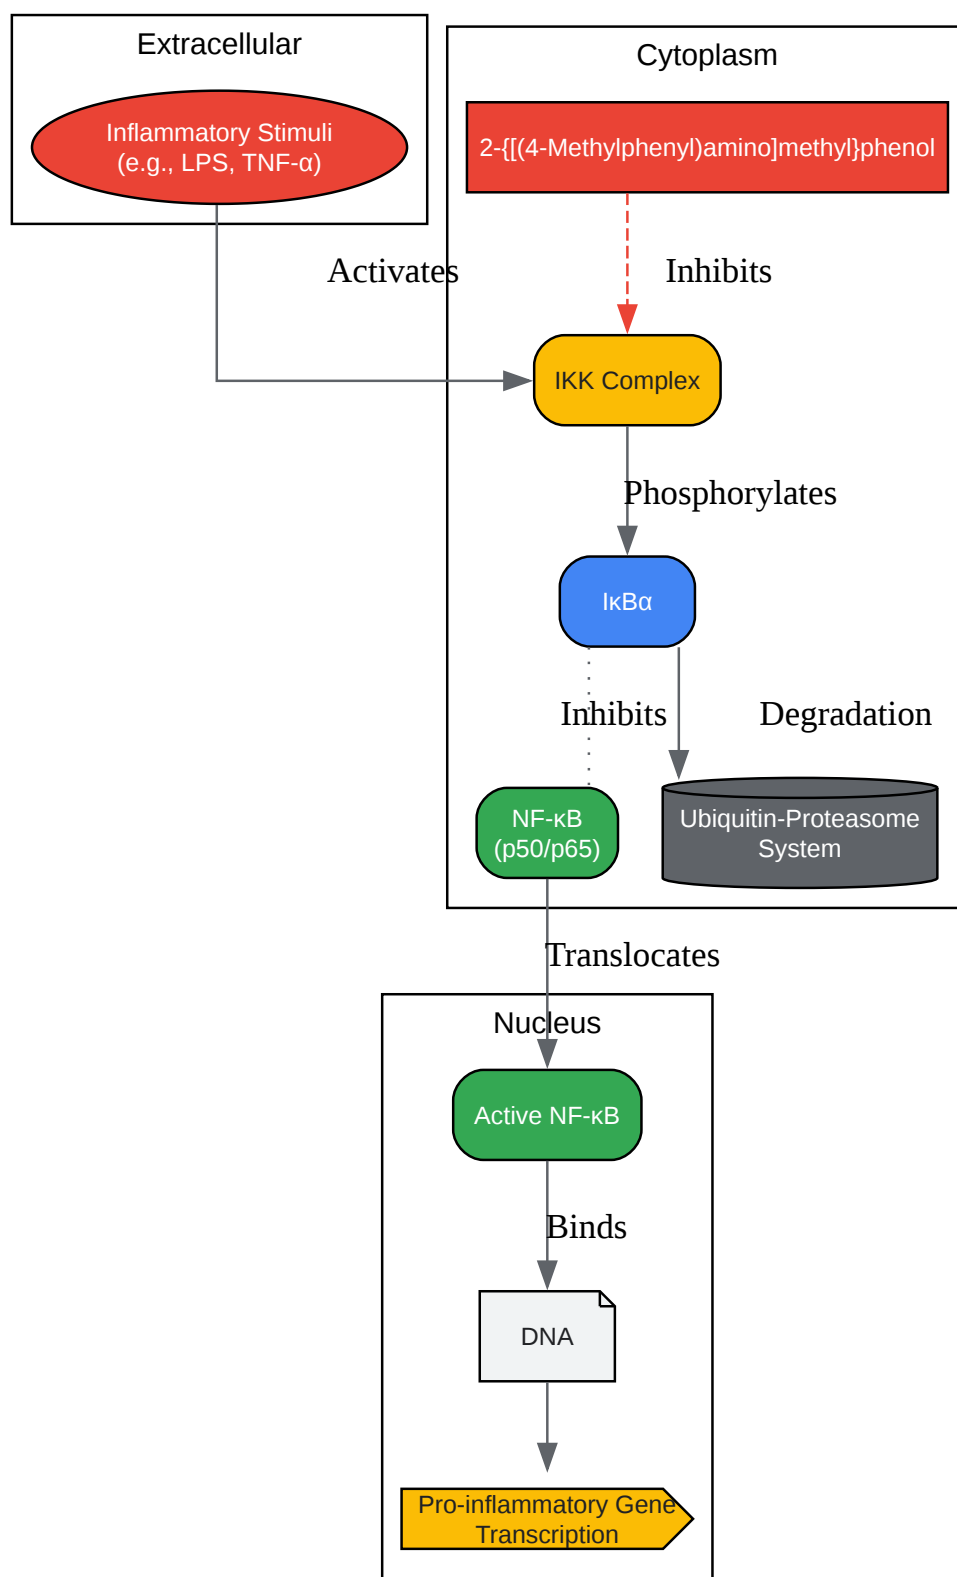 Extracellular
Inflammatory Stimuli
(e.g., LPS, TNF-α)
Cytoplasm
2-{[(4-Methylphenyl)amino]methyl}phenol
Activates
Inhibits
IKK Complex
Phosphorylates
IκBα
Inhibits
Degradation
NF-κB
(p50/p65)
Ubiquitin-Proteasome
System
Translocates
Nucleus
Active NF-κB
Binds
DNA
Pro-inflammatory Gene
Transcription